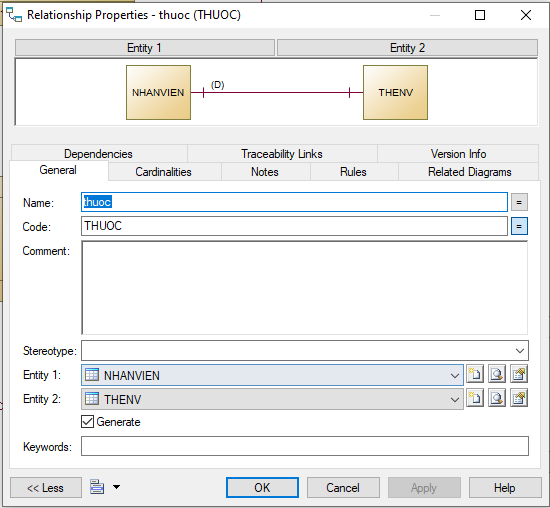 Relationship Properties - thuoc (THUOC)
Entity 1 Entity 2
NHANVIEN (D) THENV
Dependencies Traceability Links Version Info
General Cardinalities Notes Rules Related Diagrams
Name: thuoc =
Code: THUOC =
Comment:
Stereotype:
Entity 1: NHANVIEN
Entity 2: THENV
Generate
Keywords:
<< Less OK Cancel Apply Help